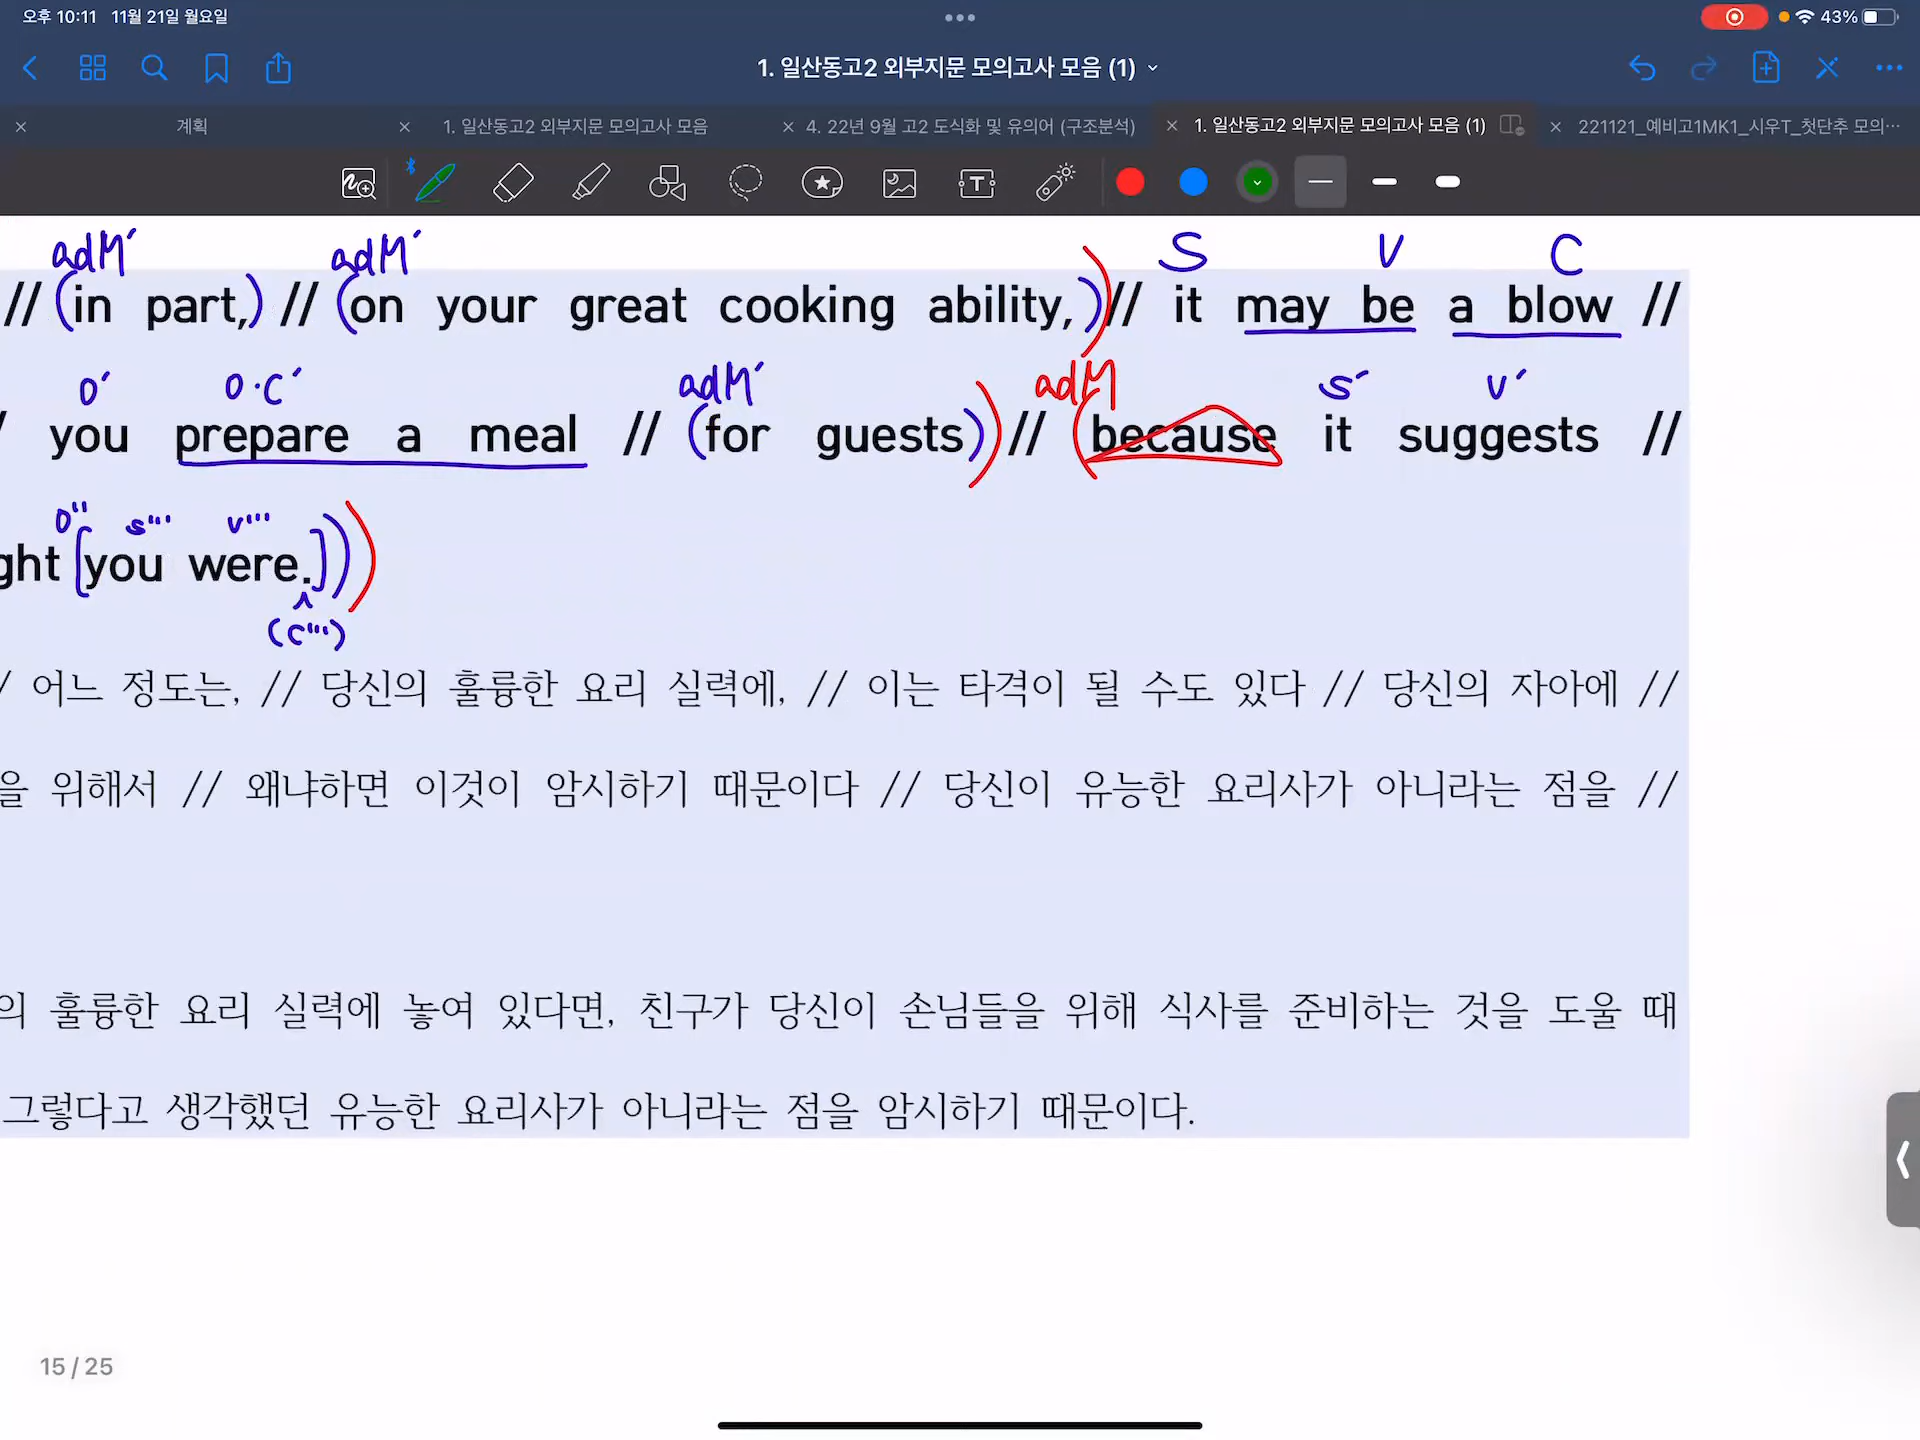 오후 10:11 11월 21일 월요일
43%
1. 일산동고2 외부지문 모의고사 모음 (1)
계획
1. 일산동고2 외부지문 모의고사 모음
4. 22년 9월 고2 도식화 및 유의어 (구조분석)
1. 일산동고2 외부지문 모의고사 모음 (1)
221121_예비고1MK1_시우T_첫단추 모의…
adM′ adM′ S V C
// (in part,) // (on your great cooking ability,)) // it may be a blow //
O′ O·C′ adM′ adM S′ V′
you prepare a meal // (for guests)) // (because it suggests //
O″ S‴ V‴
ght [you were.]))
(C‴)
/ 어느 정도는, // 당신의 훌륭한 요리 실력에, // 이는 타격이 될 수도 있다 // 당신의 자아에 //
을 위해서 // 왜냐하면 이것이 암시하기 때문이다 // 당신이 유능한 요리사가 아니라는 점을 //
의 훌륭한 요리 실력에 놓여 있다면, 친구가 당신이 손님들을 위해 식사를 준비하는 것을 도울 때
그렇다고 생각했던 유능한 요리사가 아니라는 점을 암시하기 때문이다.
15 / 25